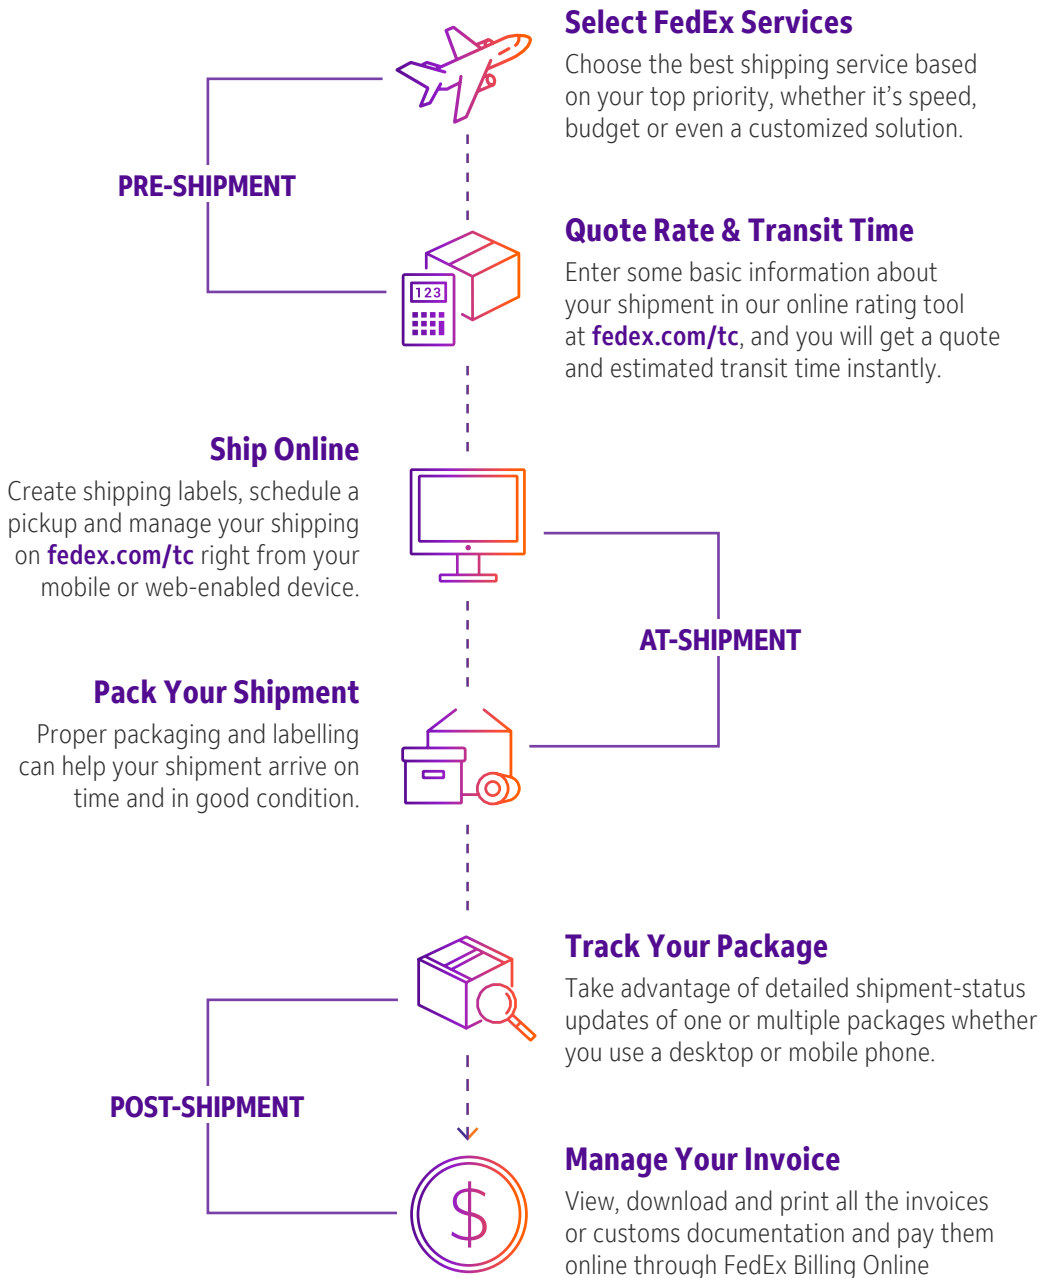 Select FedEx Services
Choose the best shipping service based
on your top priority, whether it’s speed,
budget or even a customized solution.
PRE-SHIPMENT
Quote Rate & Transit Time
Enter some basic information about
your shipment in our online rating tool
at fedex.com/tc, and you will get a quote
and estimated transit time instantly.
123
Ship Online
Create shipping labels, schedule a
pickup and manage your shipping
on fedex.com/tc right from your
mobile or web-enabled device.
AT-SHIPMENT
Pack Your Shipment
Proper packaging and labelling
can help your shipment arrive on
time and in good condition.
Track Your Package
Take advantage of detailed shipment-status
updates of one or multiple packages whether
you use a desktop or mobile phone.
POST-SHIPMENT
Manage Your Invoice
View, download and print all the invoices
or customs documentation and pay them
online through FedEx Billing Online
$